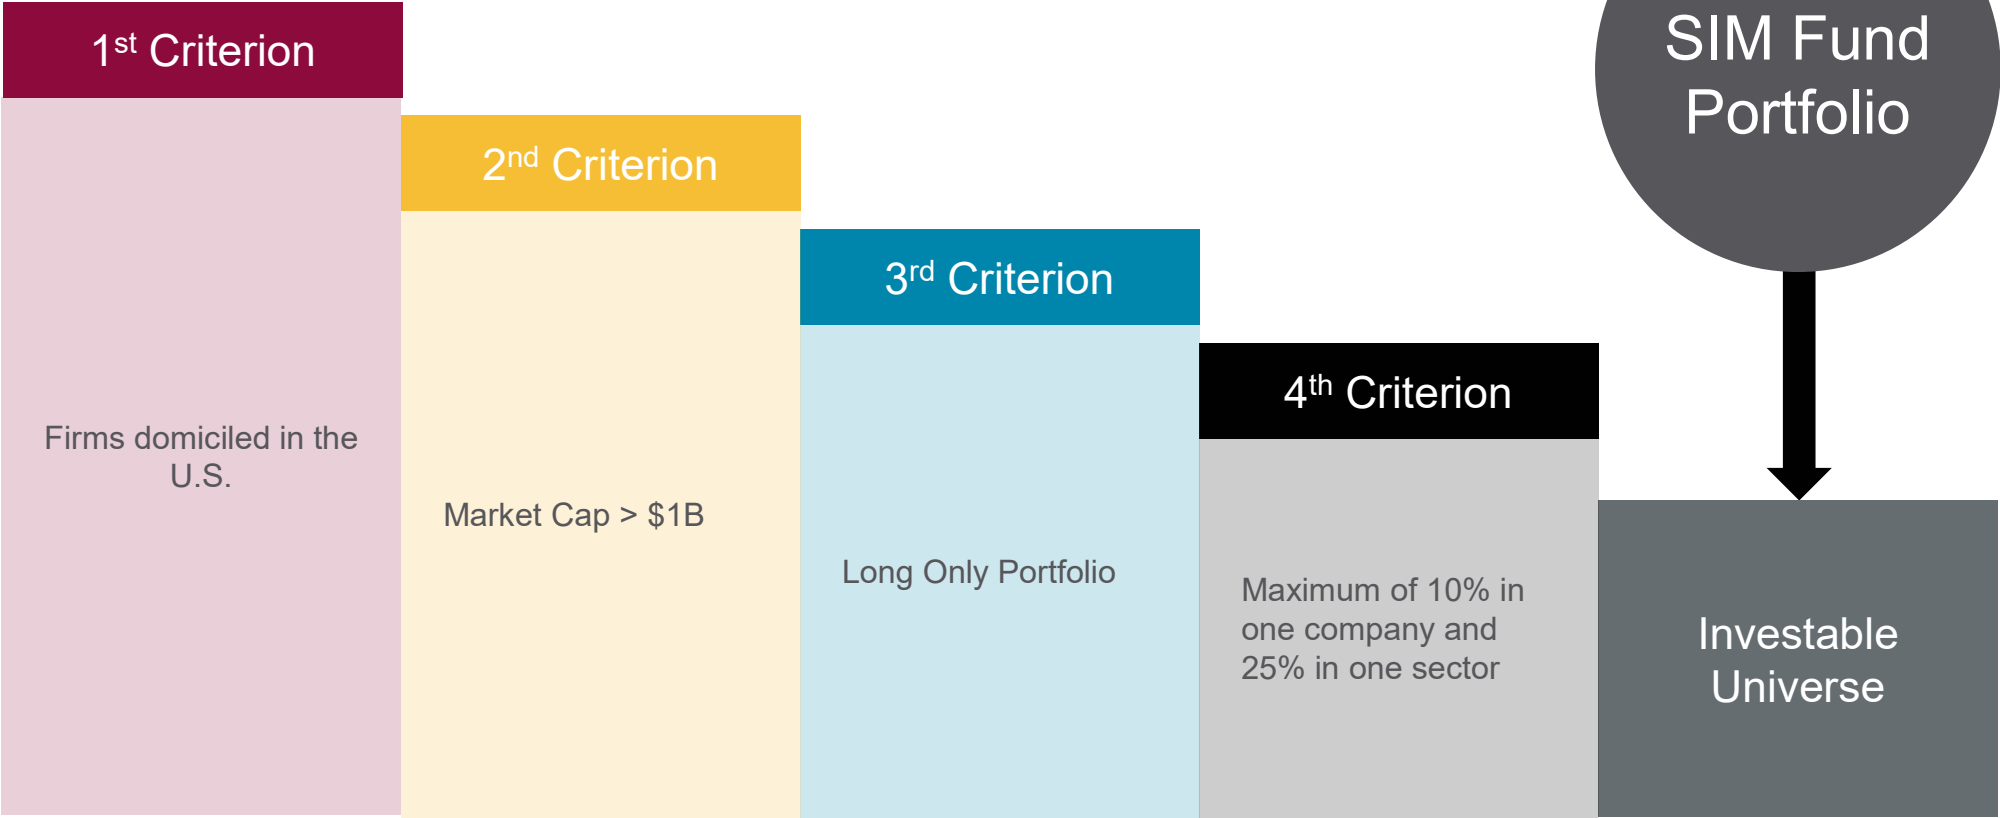 1st Criterion
Firms domiciled in the
U.S.
2nd Criterion
Market Cap > $1B
3rd Criterion
Long Only Portfolio
4th Criterion
Maximum of 10% in
one company and
25% in one sector
SIM Fund
Portfolio
Investable
Universe